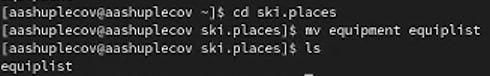 [aashuplecov@aashuplecov ~]$ cd ski.places
[aashuplecov@aashuplecov ski.places]$ mv equipment equiplist
[aashuplecov@aashuplecov ski.places]$ ls
equiplist